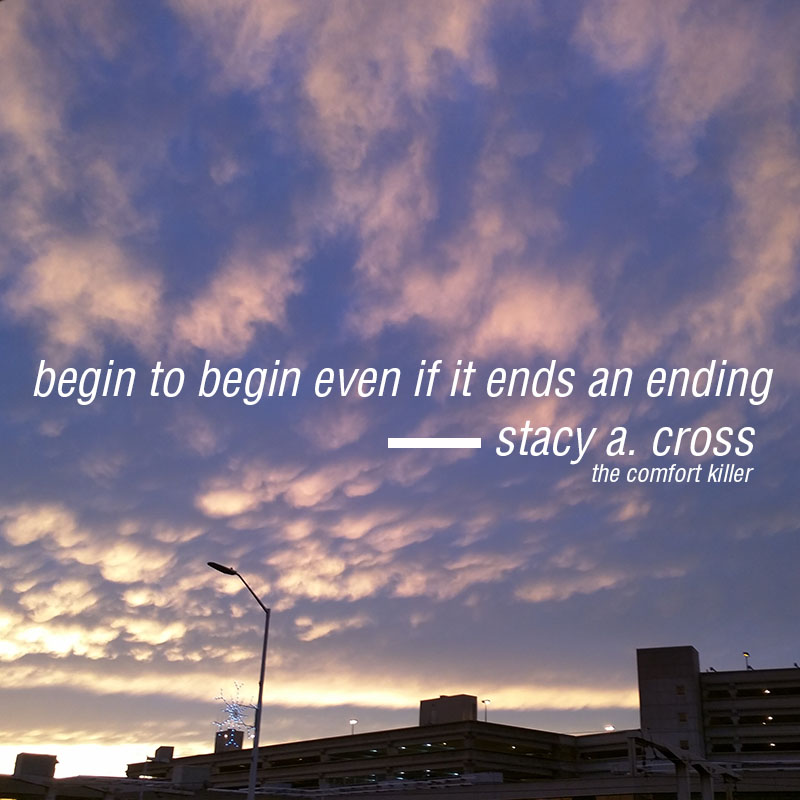 begin to begin even if it ends an ending
stacy a. cross
the comfort killer